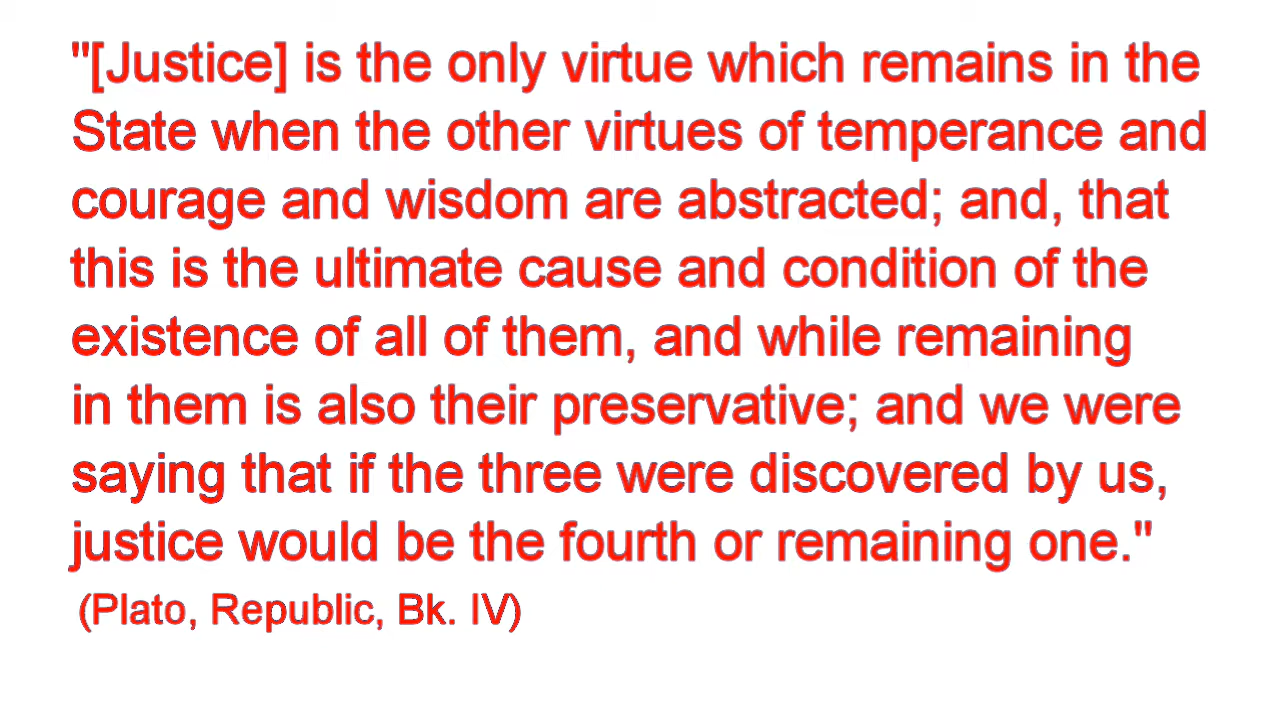 "[Justice] is the only virtue which remains in the
State when the other virtues of temperance and
courage and wisdom are abstracted; and, that
this is the ultimate cause and condition of the
existence of all of them, and while remaining
in them is also their preservative; and we were
saying that if the three were discovered by us,
justice would be the fourth or remaining one."
(Plato, Republic, Bk. IV)